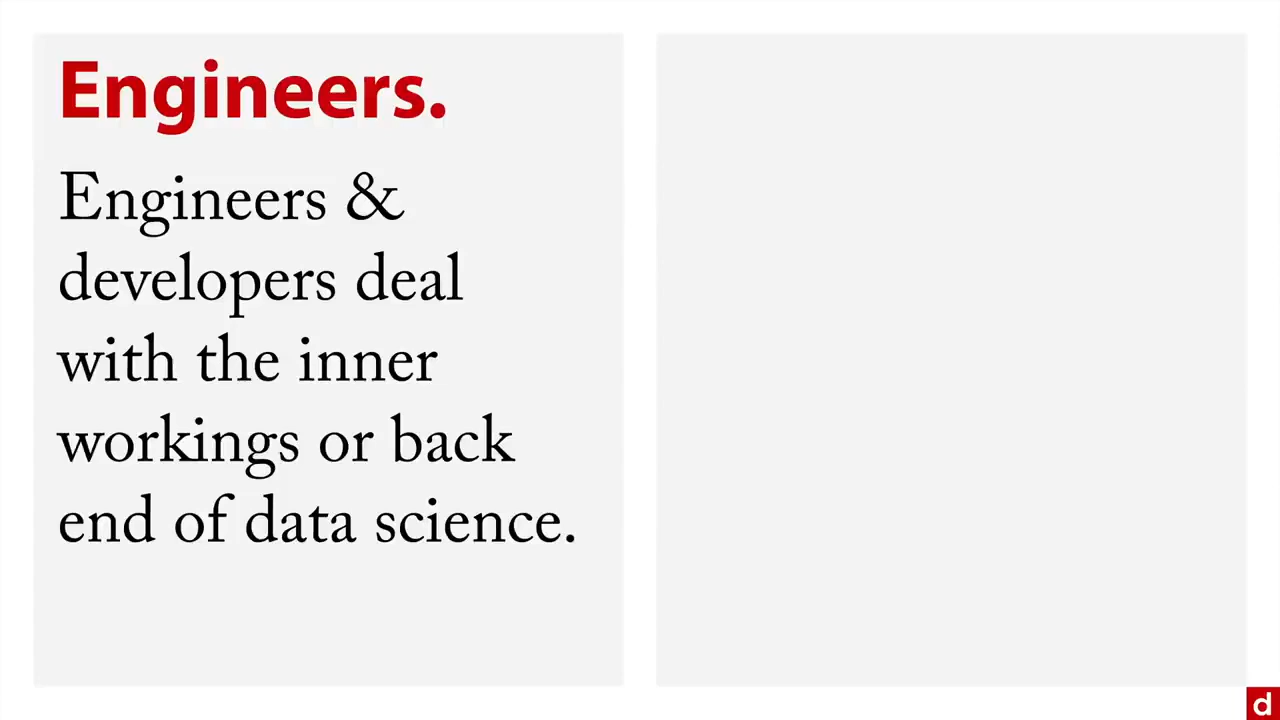 Engineers.
Engineers &
developers deal
with the inner
workings or back
end of data science.
d